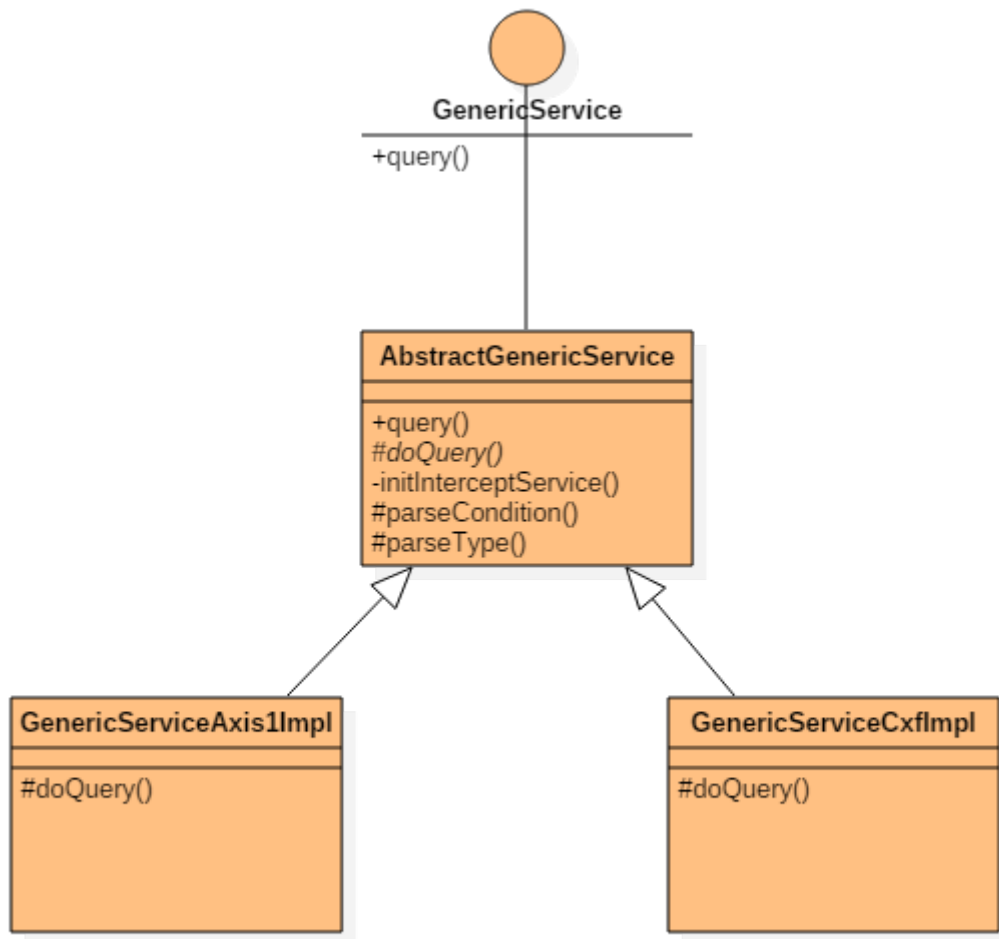 GenericService
+query()
AbstractGenericService
+query()
#doQuery()
-initInterceptService()
#parseCondition()
#parseType()
GenericServiceAxis1Impl
#doQuery()
GenericServiceCxfImpl
#doQuery()